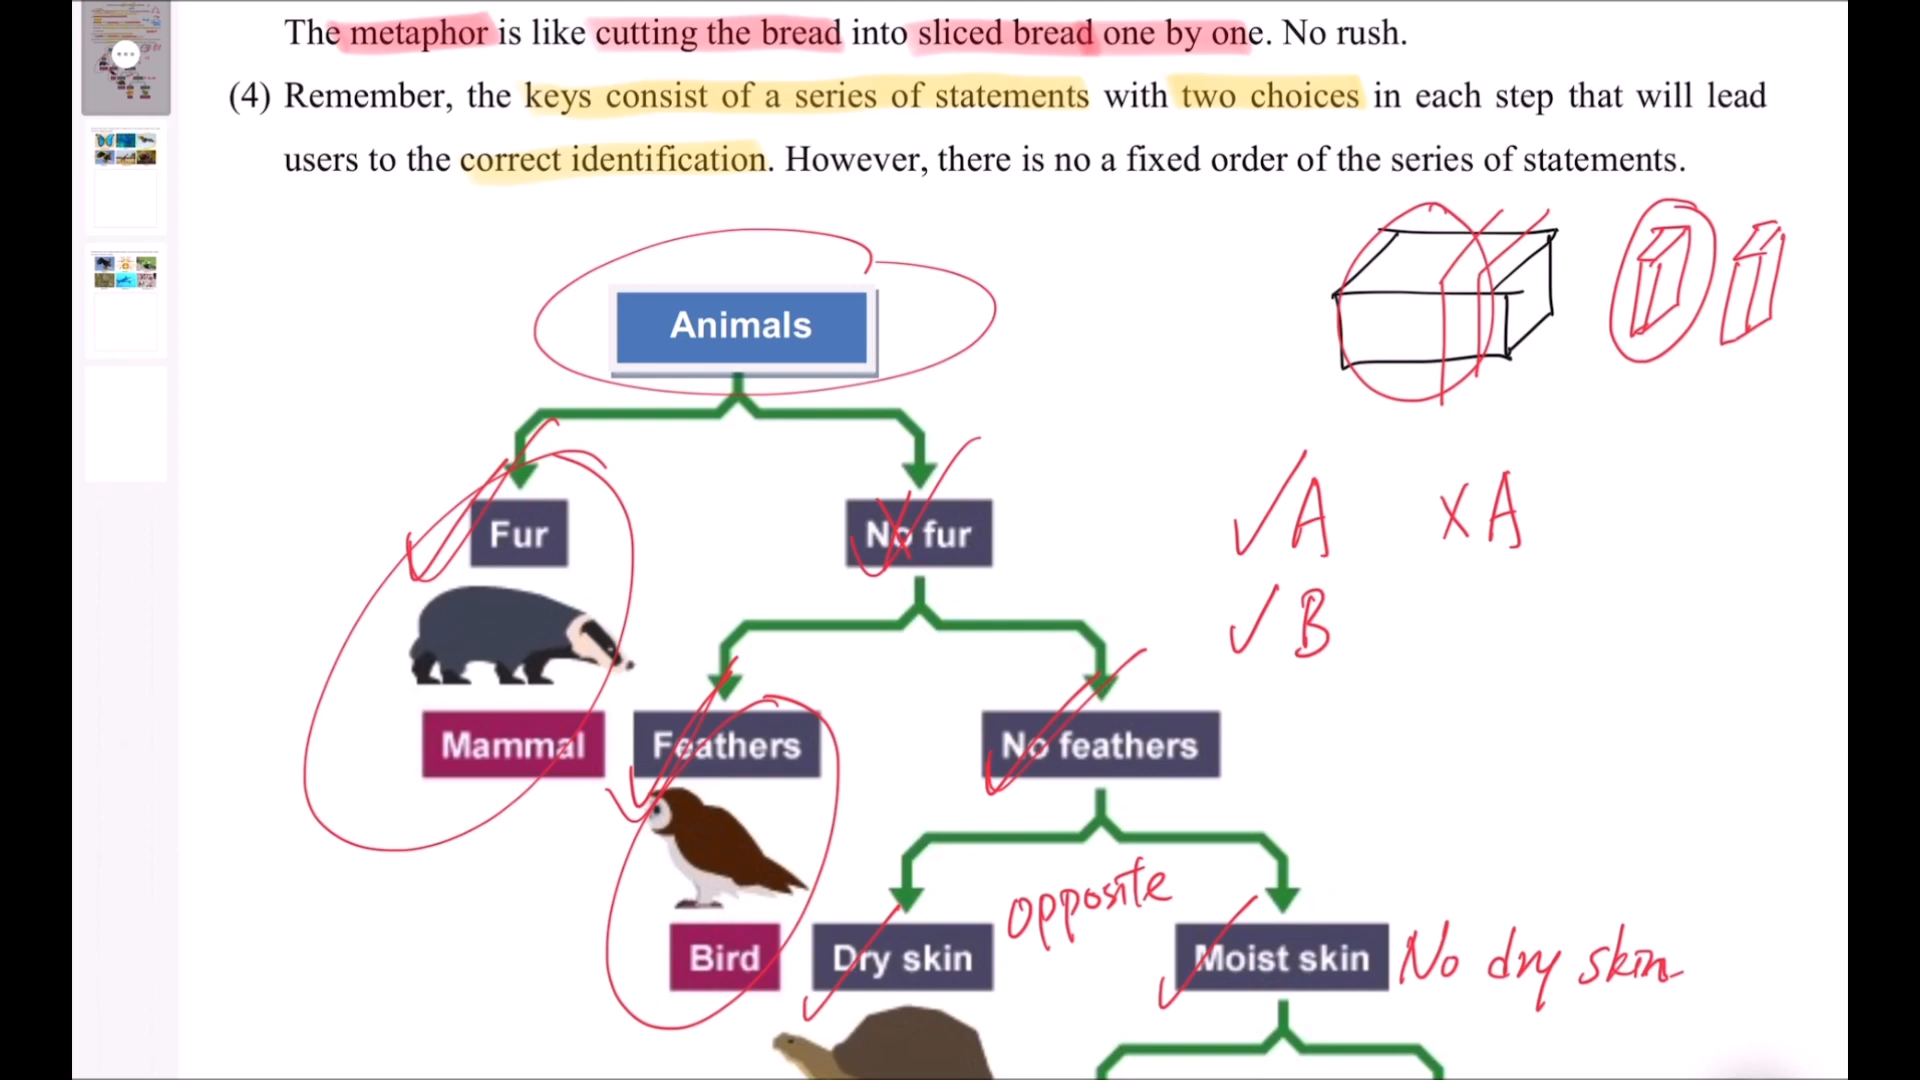 The metaphor is like cutting the bread into sliced bread one by one. No rush.
(4) Remember, the keys consist of a series of statements with two choices in each step that will lead
users to the correct identification. However, there is no a fixed order of the series of statements.
Animals
Fur
No fur
✓A
×A
✓B
Mammal
Feathers
No feathers
opposite
Bird
Dry skin
Moist skin
No dry skin